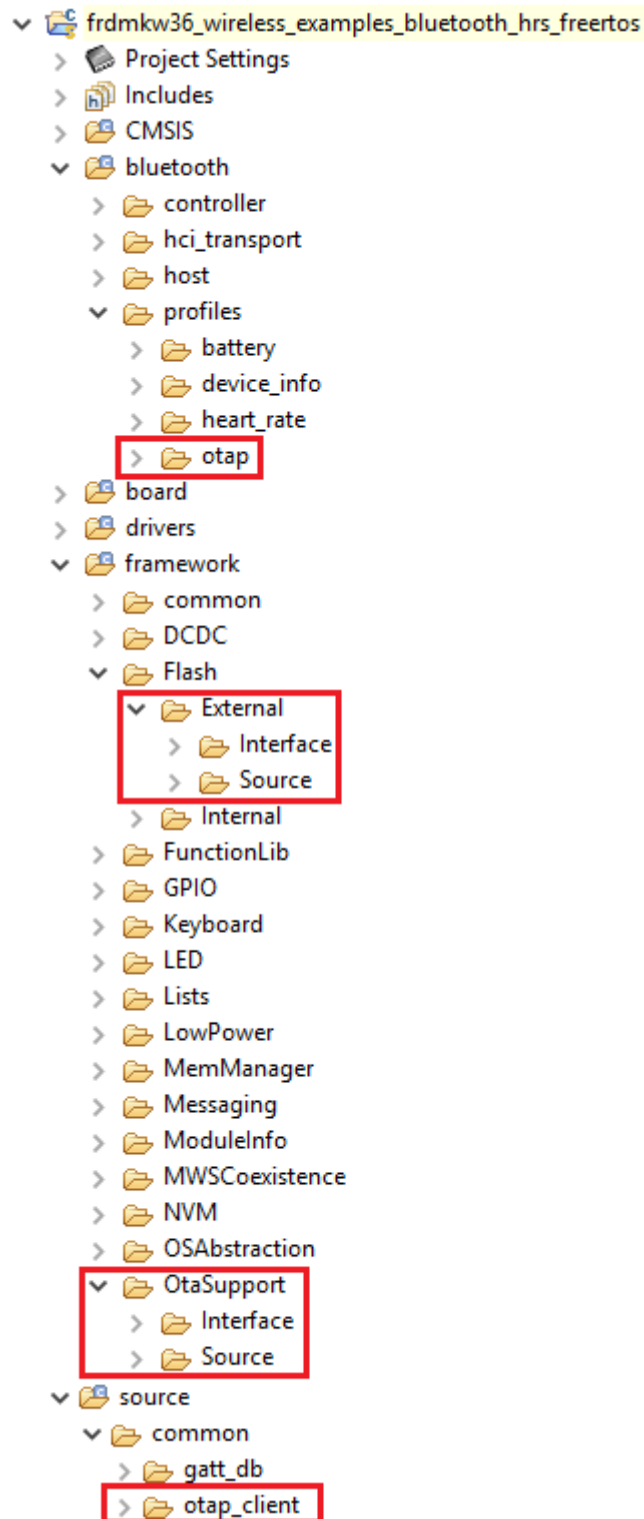 frdmkw36_wireless_examples_bluetooth_hrs_freertos
Project Settings
Includes
CMSIS
bluetooth
controller
hci_transport
host
profiles
battery
device_info
heart_rate
otap
board
drivers
framework
common
DCDC
Flash
External
Interface
Source
Internal
FunctionLib
GPIO
Keyboard
LED
Lists
LowPower
MemManager
Messaging
ModuleInfo
MWSCoexistence
NVM
OSAbstraction
OtaSupport
Interface
Source
source
common
gatt_db
otap_client